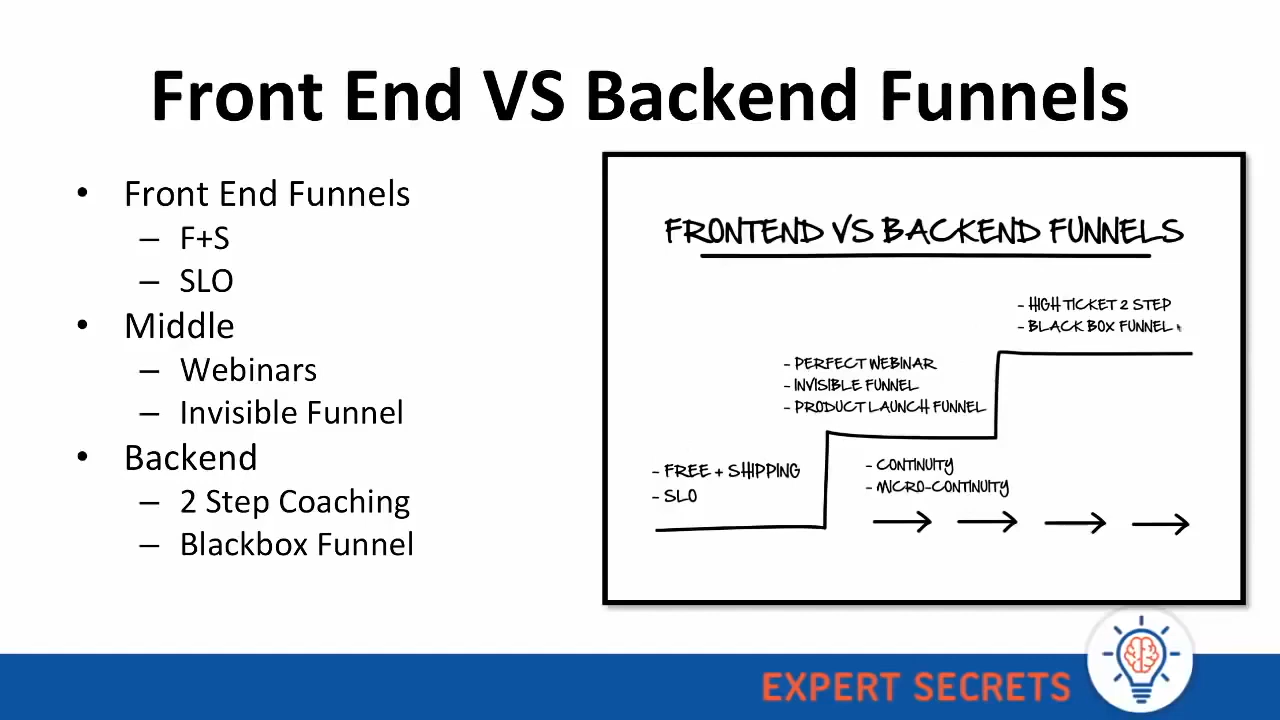 Front End VS Backend Funnels
• Front End Funnels
– F+S
– SLO
• Middle
– Webinars
– Invisible Funnel
• Backend
– 2 Step Coaching
– Blackbox Funnel
FRONTEND VS BACKEND FUNNELS
- HIGH TICKET 2 STEP
- BLACK BOX FUNNEL
- PERFECT WEBINAR
- INVISIBLE FUNNEL
- PRODUCT LAUNCH FUNNEL
- FREE + SHIPPING
- SLO
- CONTINUITY
- MICRO-CONTINUITY
EXPERT SECRETS